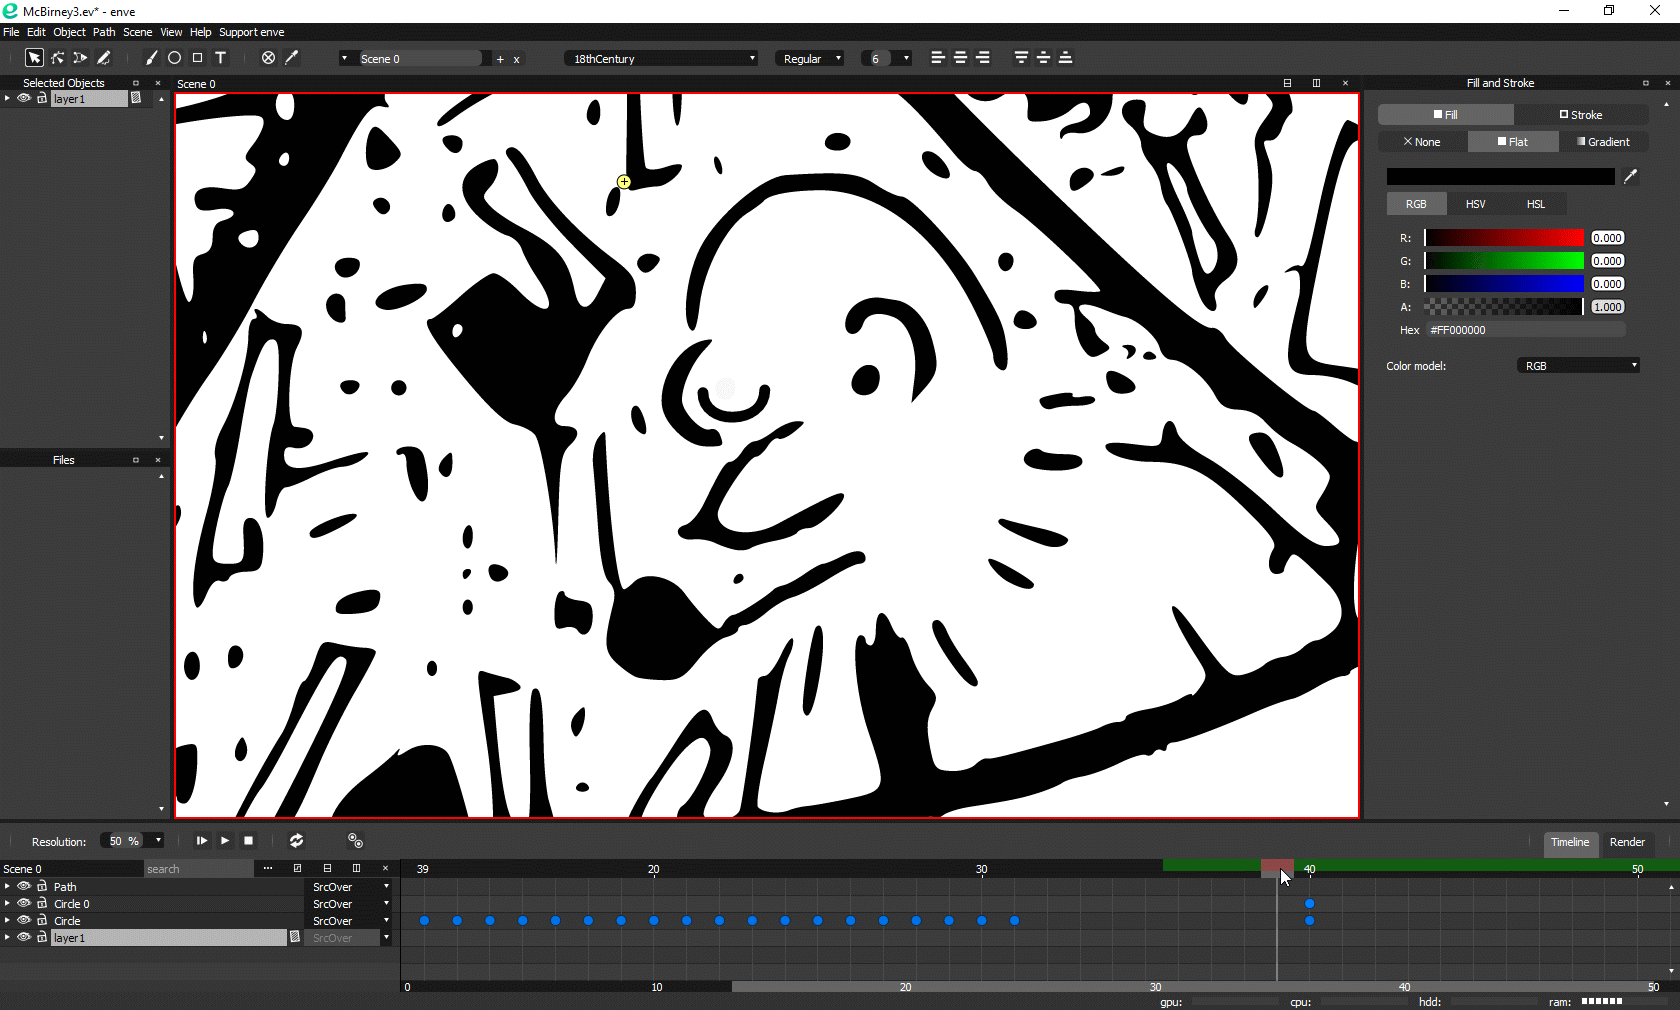 McBirney3.ev* - enve
File Edit Object Path Scene View Help Support enve
Scene 0 + x 18thCentury Regular 6
Selected Objects
layer1
Files
Scene 0
Fill and Stroke
Fill Stroke
None Flat Gradient
RGB HSV HSL
R: 0.000
G: 0.000
B: 0.000
A: 1.000
Hex #FF000000
Color model: RGB
Resolution: 50 %
Timeline Render
Scene 0 search 39 20 30 40 50
Path SrcOver
Circle 0 SrcOver
Circle SrcOver
layer1 SrcOver
0 10 20 30 40 50
gpu: cpu: hdd: ram: